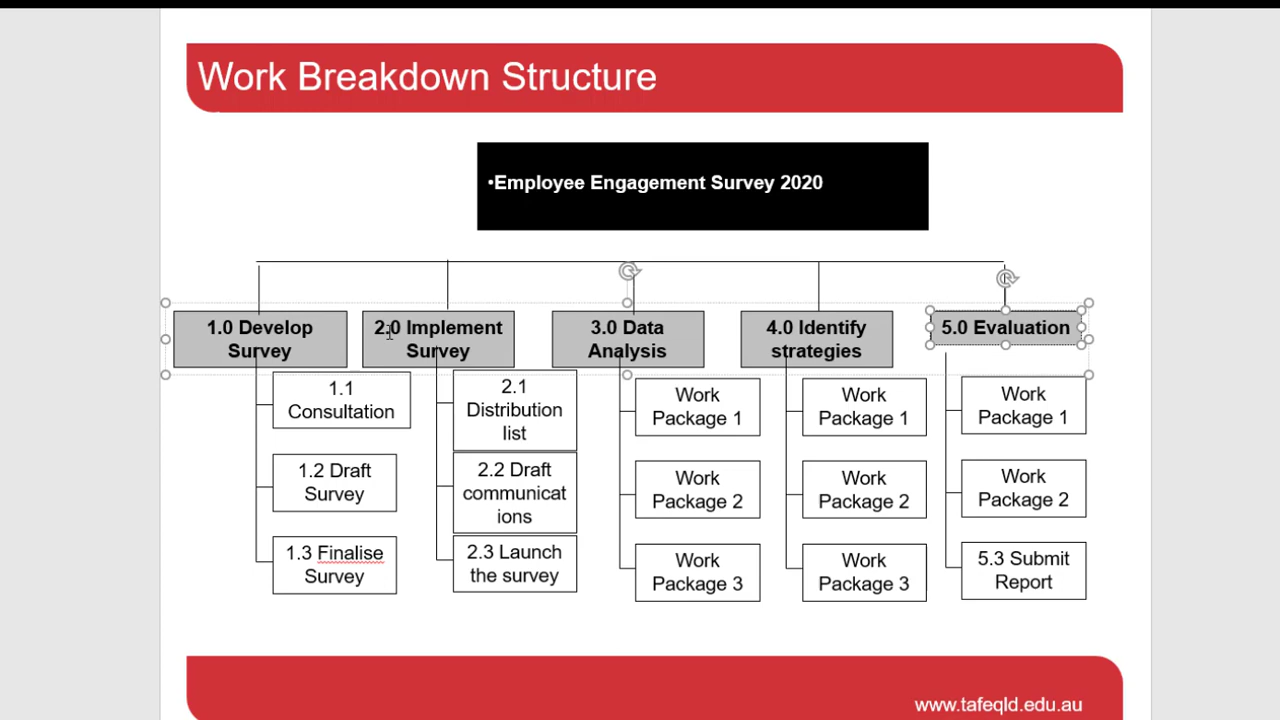 Work Breakdown Structure
•Employee Engagement Survey 2020
1.0 Develop
Survey
2.0 Implement
Survey
3.0 Data
Analysis
4.0 Identify
strategies
5.0 Evaluation
1.1
Consultation
1.2 Draft
Survey
1.3 Finalise
Survey
2.1
Distribution
list
2.2 Draft
communicat
ions
2.3 Launch
the survey
Work
Package 1
Work
Package 2
Work
Package 3
Work
Package 1
Work
Package 2
Work
Package 3
Work
Package 1
Work
Package 2
5.3 Submit
Report
www.tafeqld.edu.au